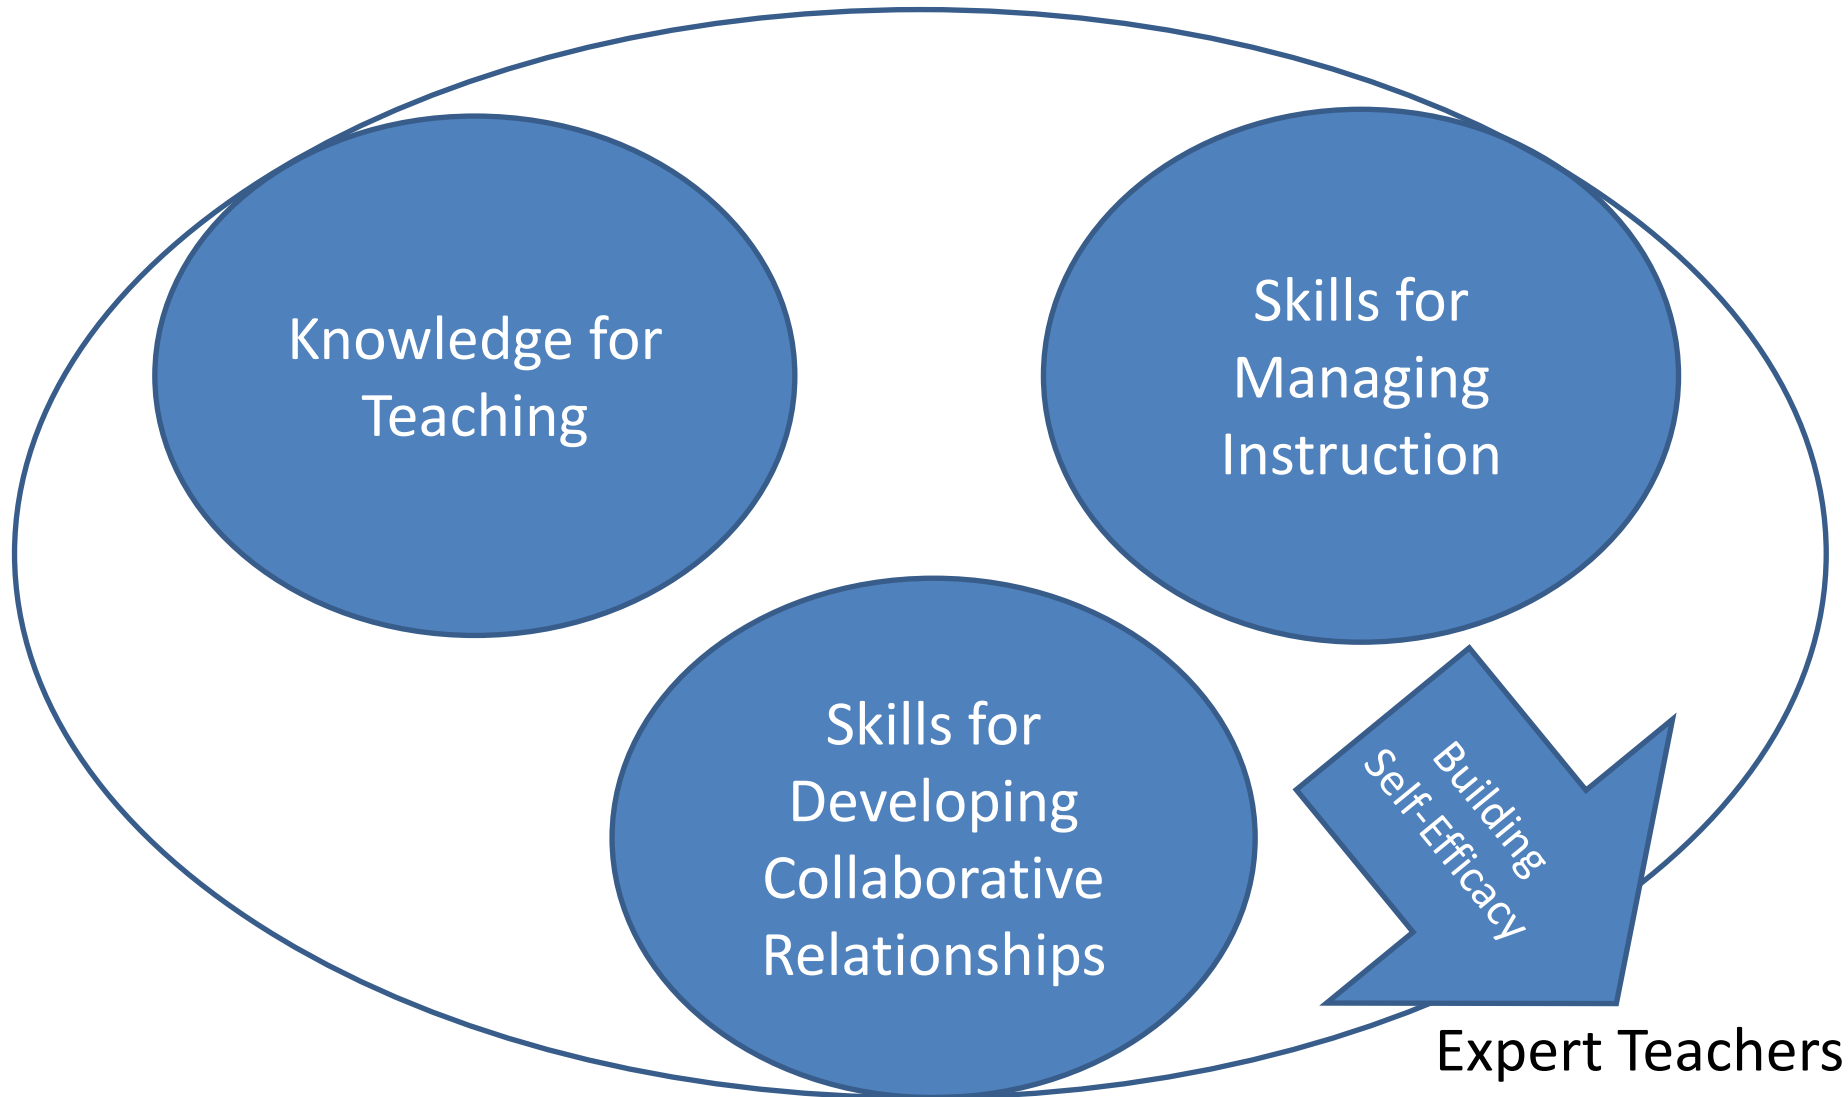 Knowledge for
Teaching
Skills for
Managing
Instruction
Skills for
Developing
Collaborative
Relationships
Building
Self-Efficacy
Expert Teachers